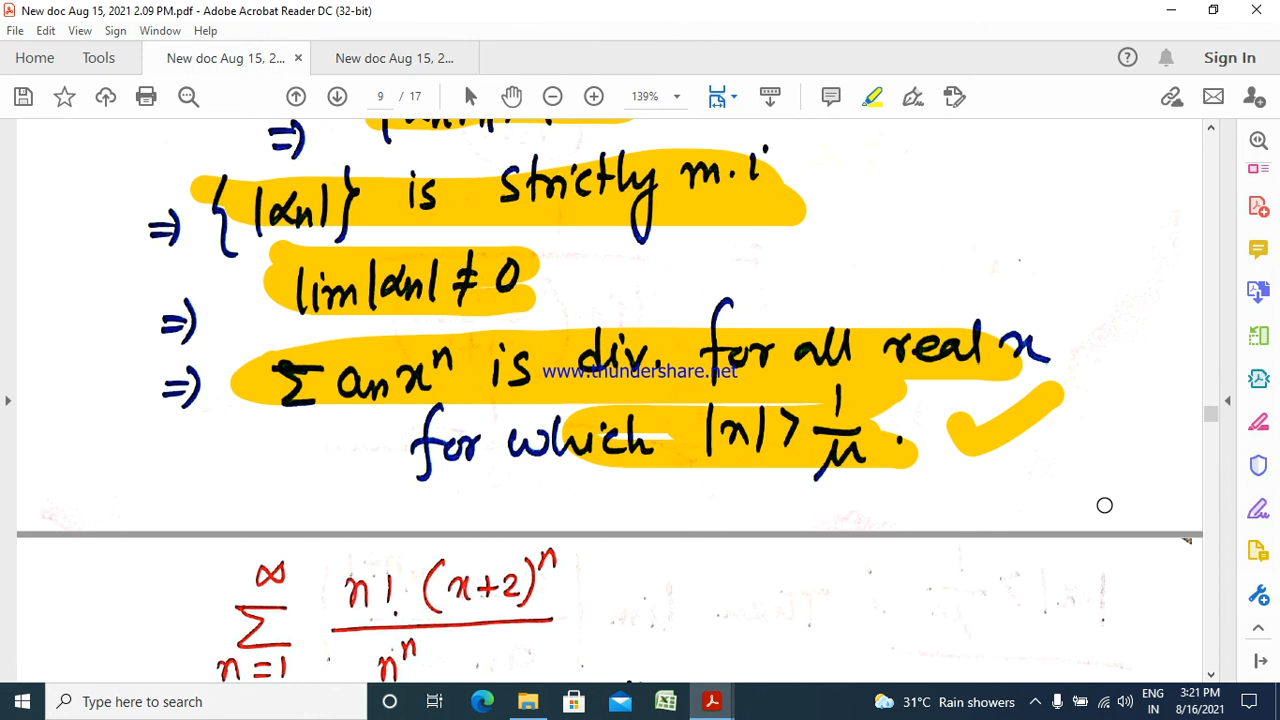 New doc Aug 15, 2021 2.09 PM.pdf - Adobe Acrobat Reader DC (32-bit)
File Edit View Sign Window Help
Home Tools New doc Aug 15, 2... × New doc Aug 15, 2... Sign In
9 / 17 139%
⇒
⇒ {|αn|} is strictly m.i
lim|αn| ≠ 0
⇒
⇒ Σ anx^n is div. for all real x
www.thundershare.net
for which |x| > 1/μ .
∞
Σ n! (x+2)^n / n^n
n=1
Type here to search
31°C Rain showers
ENG
IN
3:21 PM
8/16/2021